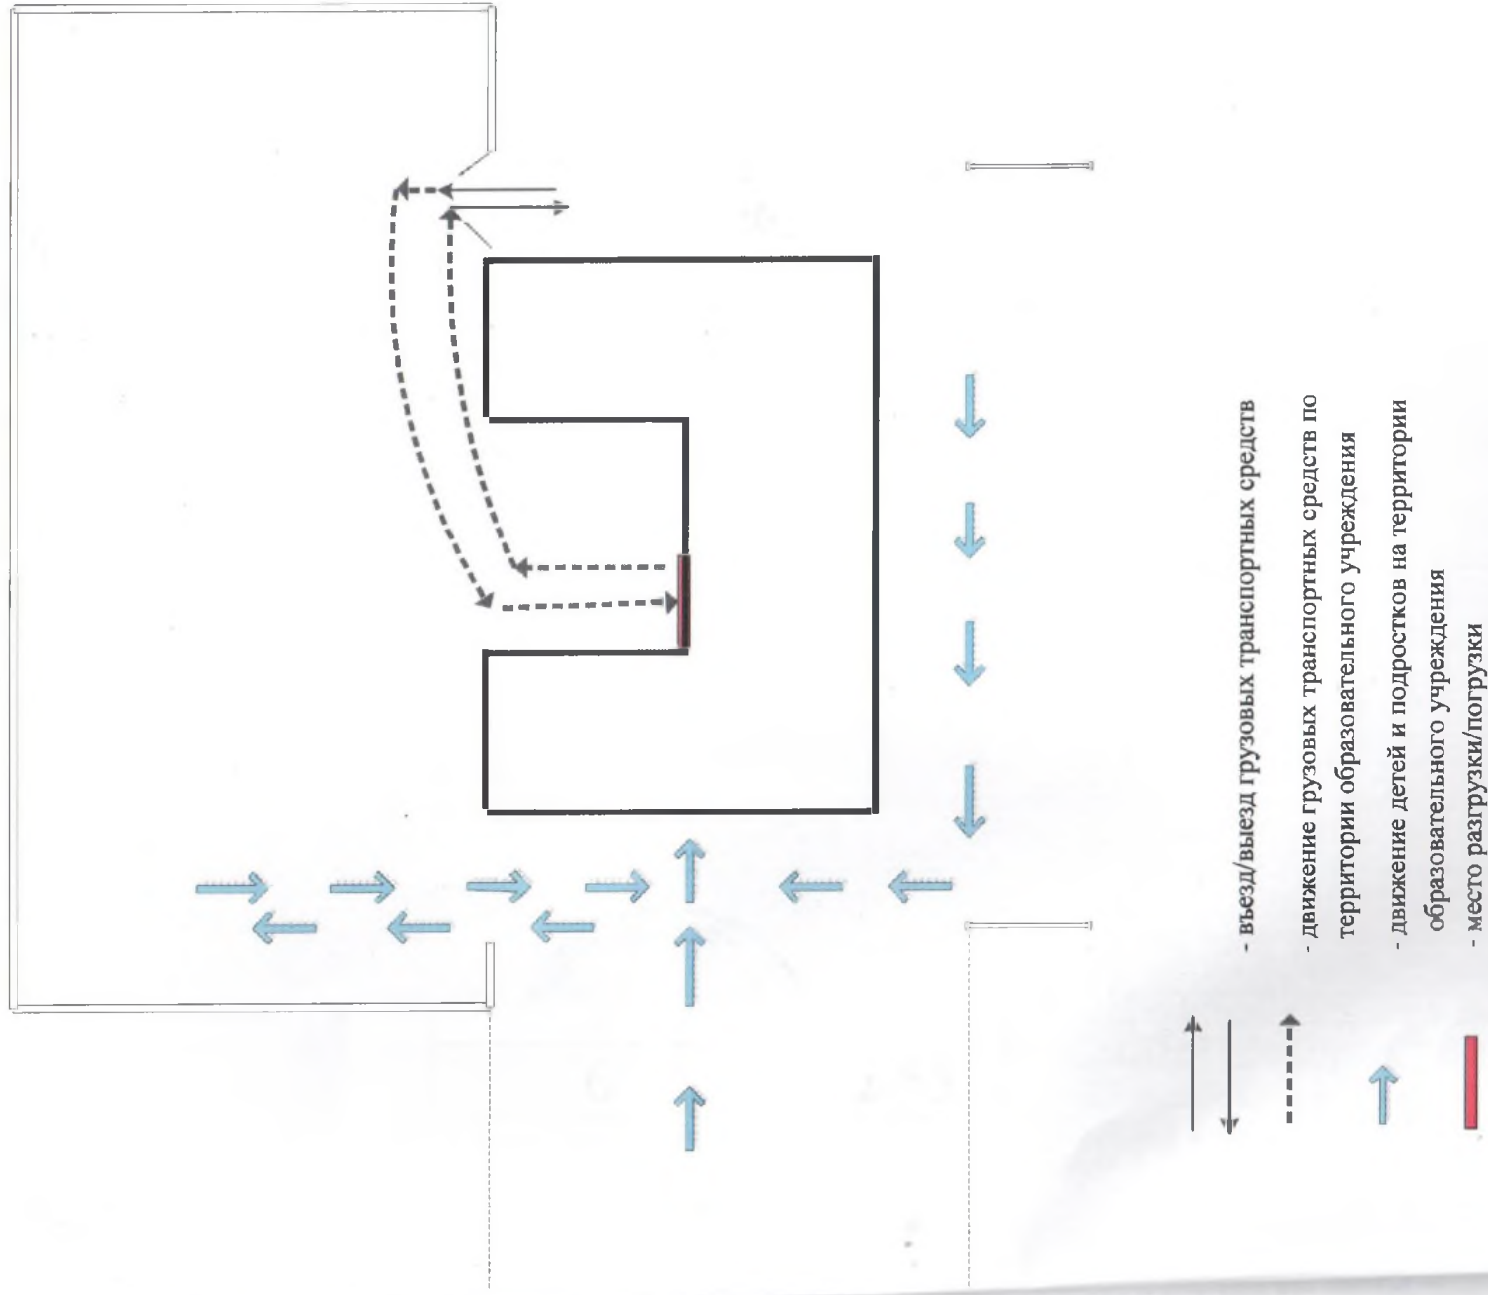 - въезд/выезд грузовых транспортных средств
- движение грузовых транспортных средств по
территории образовательного учреждения
- движение детей и подростков на территории
образовательного учреждения
- место разгрузки/погрузки